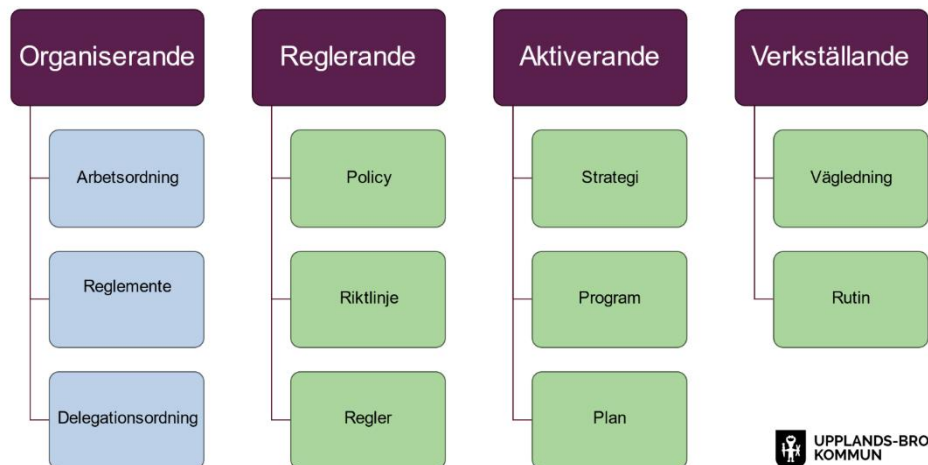 Organiserande
Arbetsordning
Reglemente
Delegationsordning
Reglerande
Policy
Riktlinje
Regler
Aktiverande
Strategi
Program
Plan
Verkställande
Vägledning
Rutin
UPPLANDS-BRO
KOMMUN